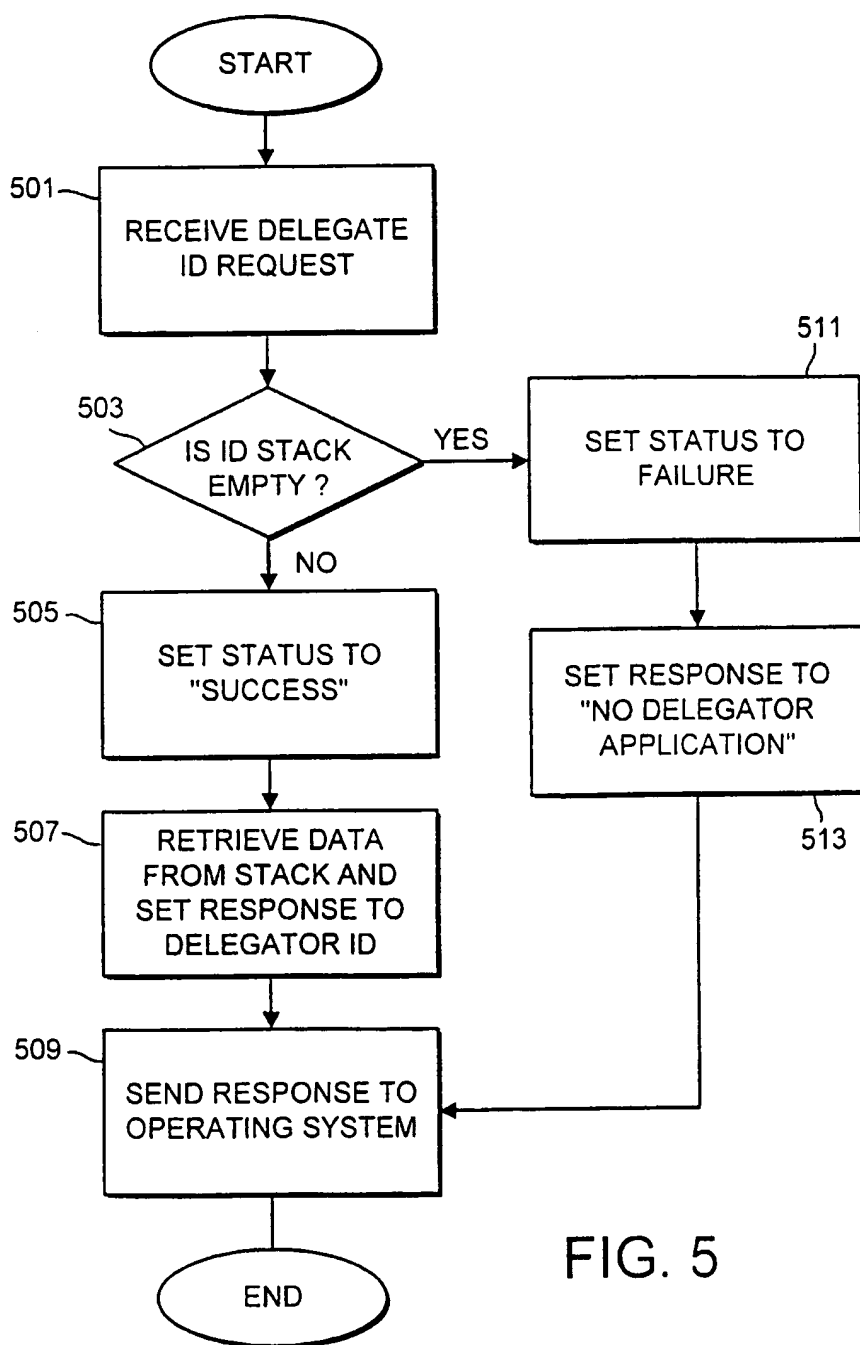 START
501
RECEIVE DELEGATE
ID REQUEST
503
IS ID STACK
EMPTY ?
YES
NO
511
SET STATUS TO
FAILURE
505
SET STATUS TO
"SUCCESS"
SET RESPONSE TO
"NO DELEGATOR
APPLICATION"
513
507
RETRIEVE DATA
FROM STACK AND
SET RESPONSE TO
DELEGATOR ID
509
SEND RESPONSE TO
OPERATING SYSTEM
END
FIG. 5